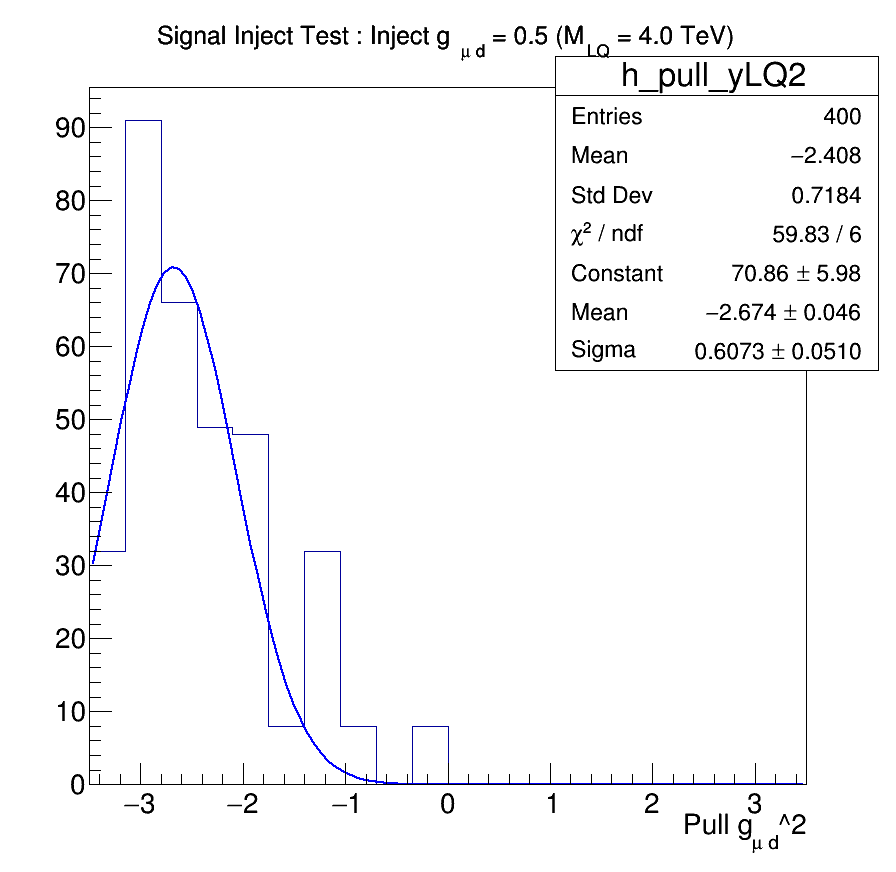 Signal Inject Test : Inject g μ d = 0.5 (M LQ = 4.0 TeV)
h_pull_yLQ2
Entries 400
Mean −2.408
Std Dev 0.7184
χ² / ndf 59.83 / 6
Constant 70.86 ± 5.98
Mean −2.674 ± 0.046
Sigma 0.6073 ± 0.0510
90
80
70
60
50
40
30
20
10
0
−3 −2 −1 0 1 2 3
Pull g μ d ^2